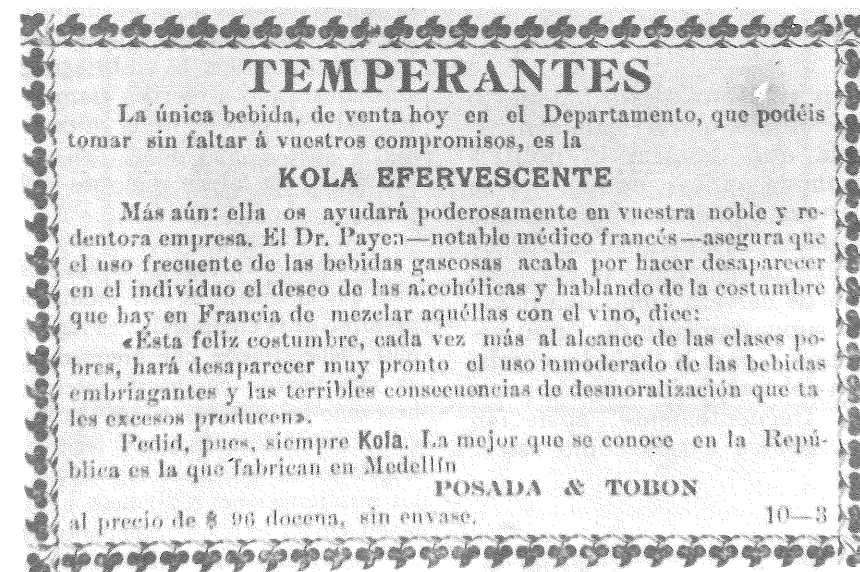 TEMPERANTES
La única bebida, de venta hoy en el Departamento, que podéis
tomar sin faltar á vuestros compromisos, es la
KOLA EFERVESCENTE
Más aún: ella os ayudará poderosamente en vuestra noble y re-
dentora empresa. El Dr. Payen—notable médico francés—asegura que
el uso frecuente de las bebidas gaseosas acaba por hacer desaparecer
en el individuo el deseo de las alcohólicas y hablando de la costumbre
que hay en Francia de mezclar aquéllas con el vino, dice:
«Esta feliz costumbre, cada vez más al alcance de las clases po-
bres, hará desaparecer muy pronto el uso inmoderado de las bebidas
embriagantes y las terribles consecuencias de desmoralización que ta
les excesos producen».
Pedid, pues, siempre Kola. La mejor que se conoce en la Repú-
blica es la que fabrican en Medellín
POSADA & TOBON
al precio de $ 96 docena, sin envase. 10—3